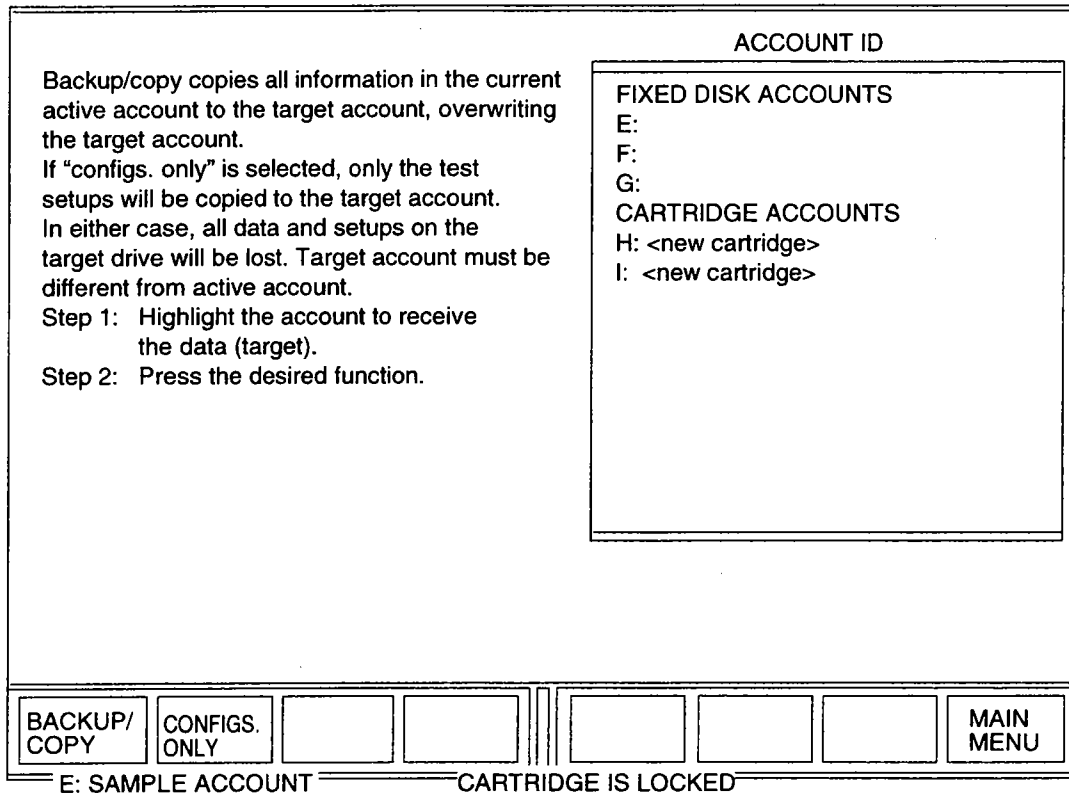 Backup/copy copies all information in the current
active account to the target account, overwriting
the target account.
If “configs. only” is selected, only the test
setups will be copied to the target account.
In either case, all data and setups on the
target drive will be lost. Target account must be
different from active account.
Step 1: Highlight the account to receive
the data (target).
Step 2: Press the desired function.
ACCOUNT ID
FIXED DISK ACCOUNTS
E:
F:
G:
CARTRIDGE ACCOUNTS
H: <new cartridge>
I: <new cartridge>
BACKUP/
COPY
CONFIGS.
ONLY
MAIN
MENU
E: SAMPLE ACCOUNT
CARTRIDGE IS LOCKED